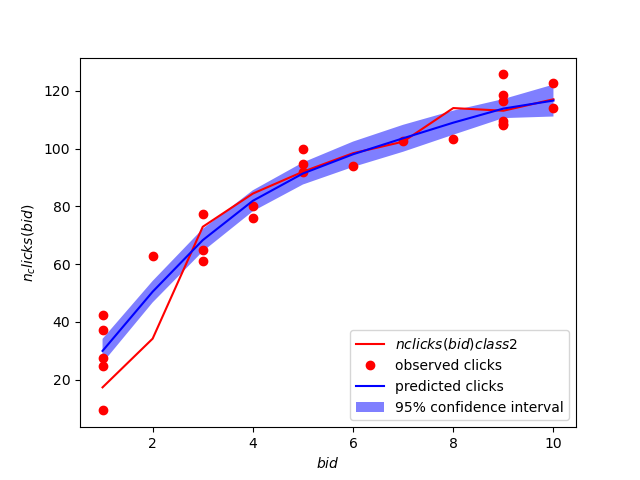 120
100
80
60
40
20
n_clicks(bid)
nclicks(bid)class2
observed clicks
predicted clicks
95% confidence interval
2
4
6
8
10
bid